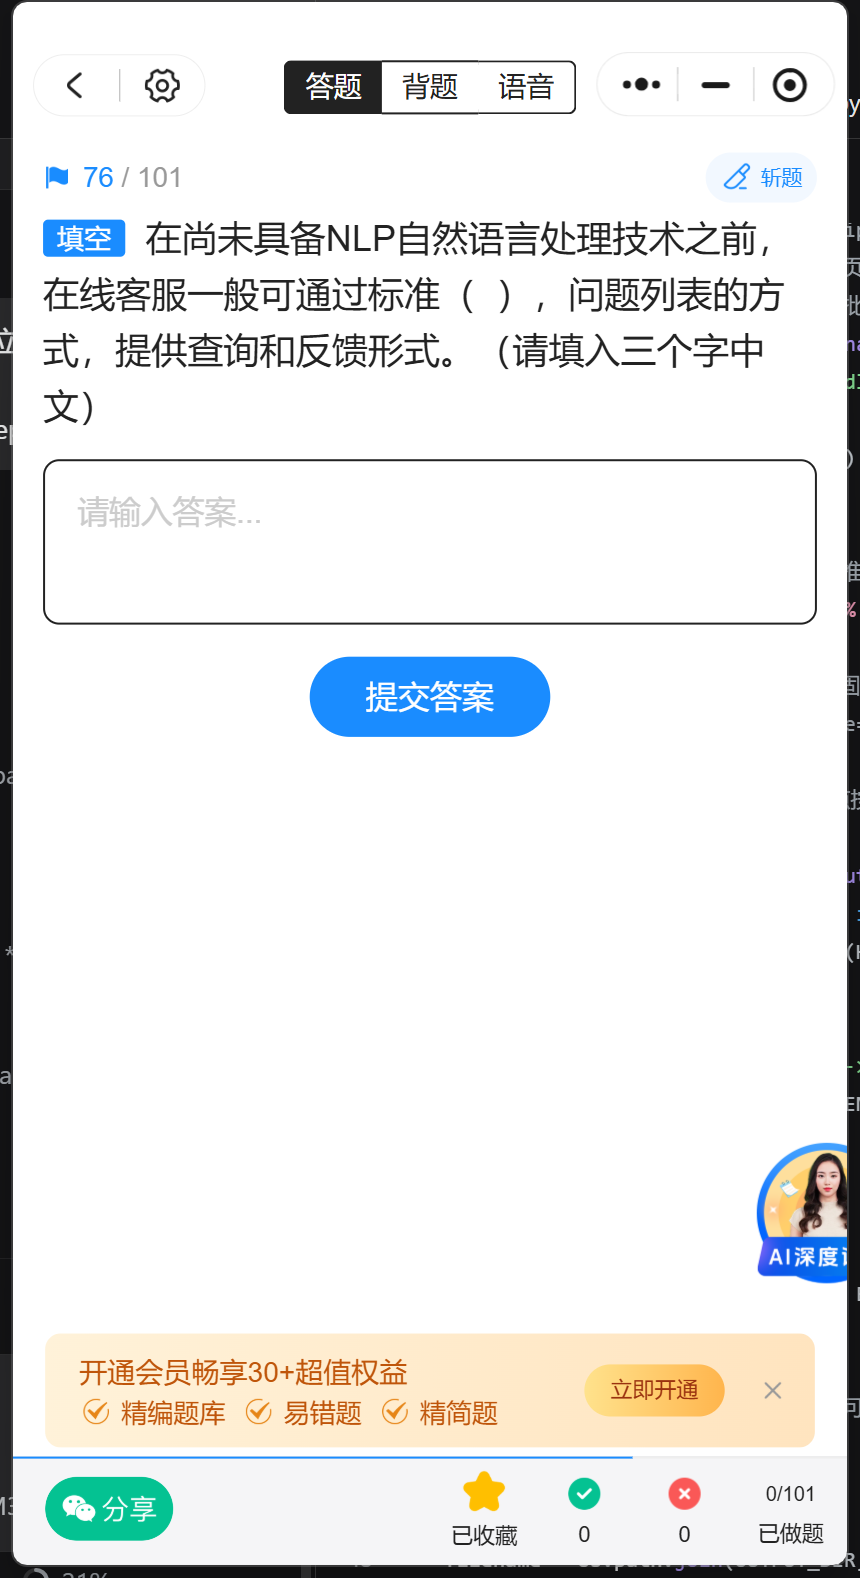 答题 背题 语音
76 / 101
斩题
填空 在尚未具备NLP自然语言处理技术之前，
在线客服一般可通过标准（ ），问题列表的方
式，提供查询和反馈形式。（请填入三个字中
文）
请输入答案...
提交答案
AI深度
开通会员畅享30+超值权益
精编题库 易错题 精简题
立即开通
分享
已收藏
0
0
0/101
已做题
21%